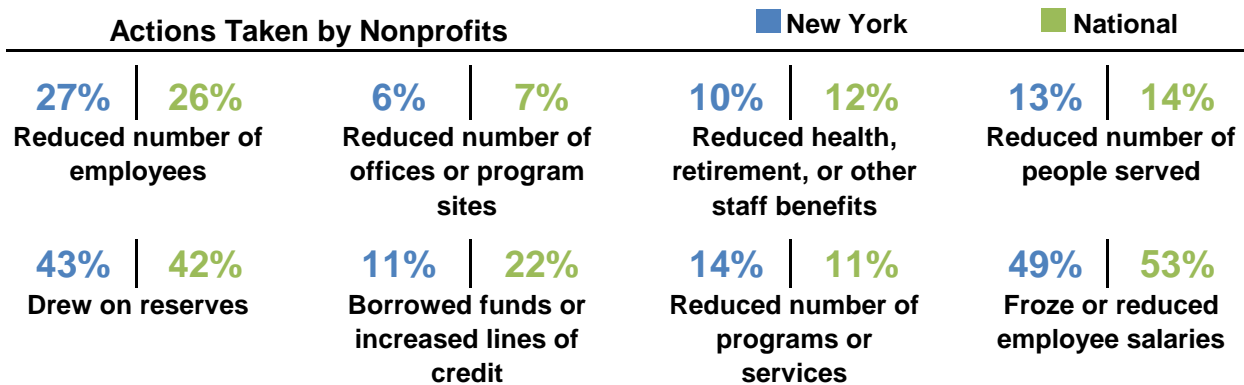 Actions Taken by Nonprofits
New York
National
27% 26%
Reduced number of
employees
6% 7%
Reduced number of
offices or program
sites
10% 12%
Reduced health,
retirement, or other
staff benefits
13% 14%
Reduced number of
people served
43% 42%
Drew on reserves
11% 22%
Borrowed funds or
increased lines of
credit
14% 11%
Reduced number of
programs or
services
49% 53%
Froze or reduced
employee salaries